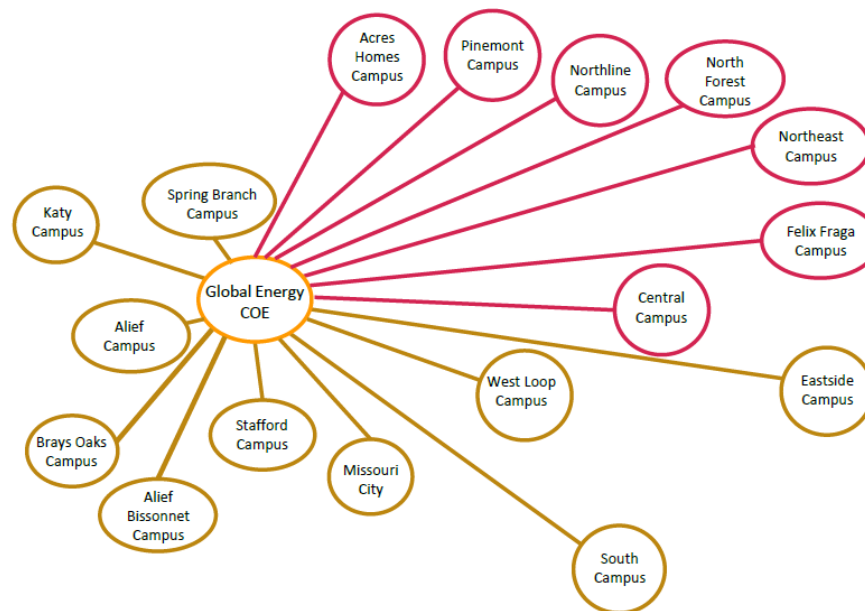 Acres
Homes
Campus
Pinemont
Campus
Northline
Campus
North
Forest
Campus
Northeast
Campus
Spring Branch
Campus
Katy
Campus
Felix Fraga
Campus
Global Energy
COE
Central
Campus
Alief
Campus
West Loop
Campus
Eastside
Campus
Stafford
Campus
Brays Oaks
Campus
Missouri
City
Alief
Bissonnet
Campus
South
Campus